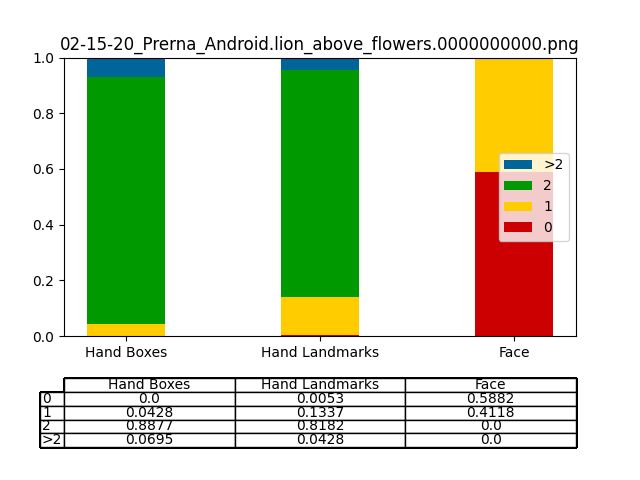 02-15-20_Prerna_Android.lion_above_flowers.0000000000.png
1.0
0.8
0.6
0.4
0.2
0.0
>2
2
1
0
Hand Boxes Hand Landmarks Face
Hand Boxes Hand Landmarks Face
0 0.0 0.0053 0.5882
1 0.0428 0.1337 0.4118
2 0.8877 0.8182 0.0
>2 0.0695 0.0428 0.0